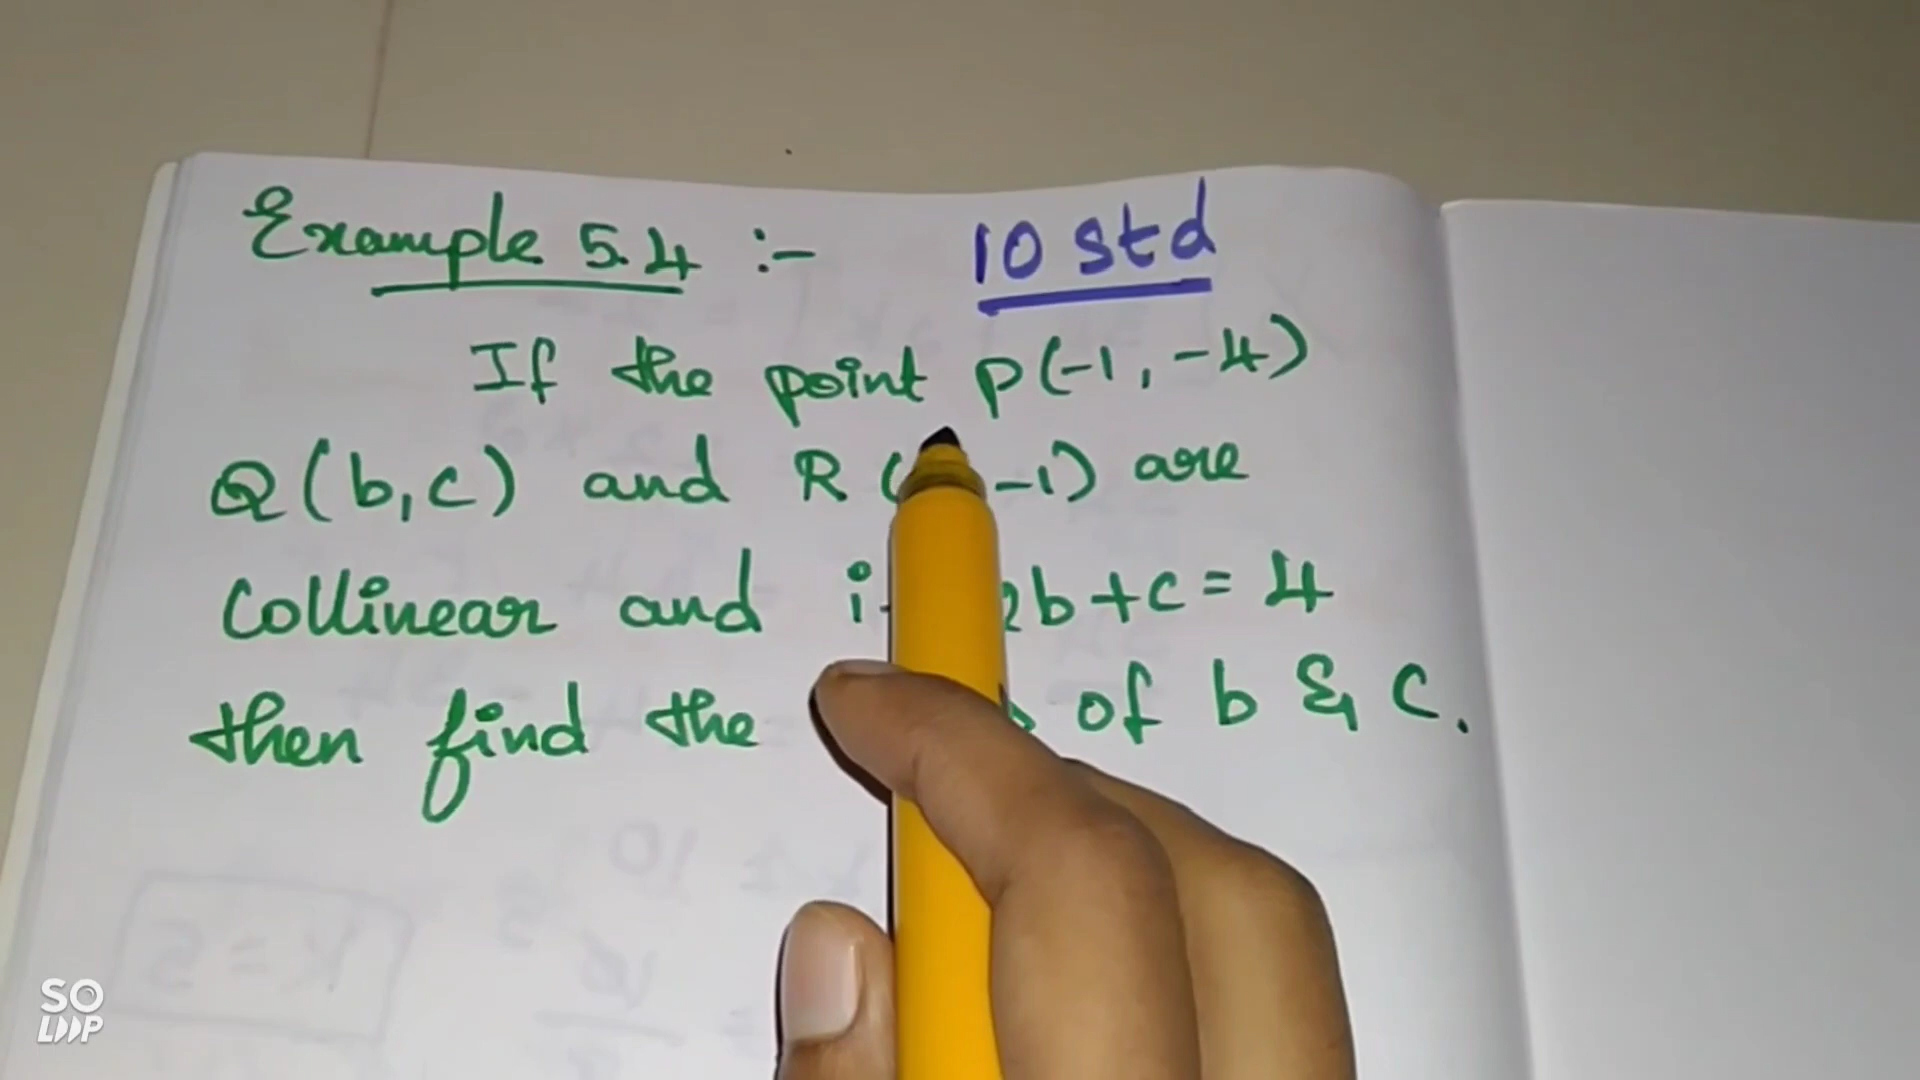 Example 5.4 :- 10 std
If the point P(-1, -4)
Q(b,c) and R ( -1) are
Collinear and 2b+c = 4
then find the of b & c.
SO
LOOP